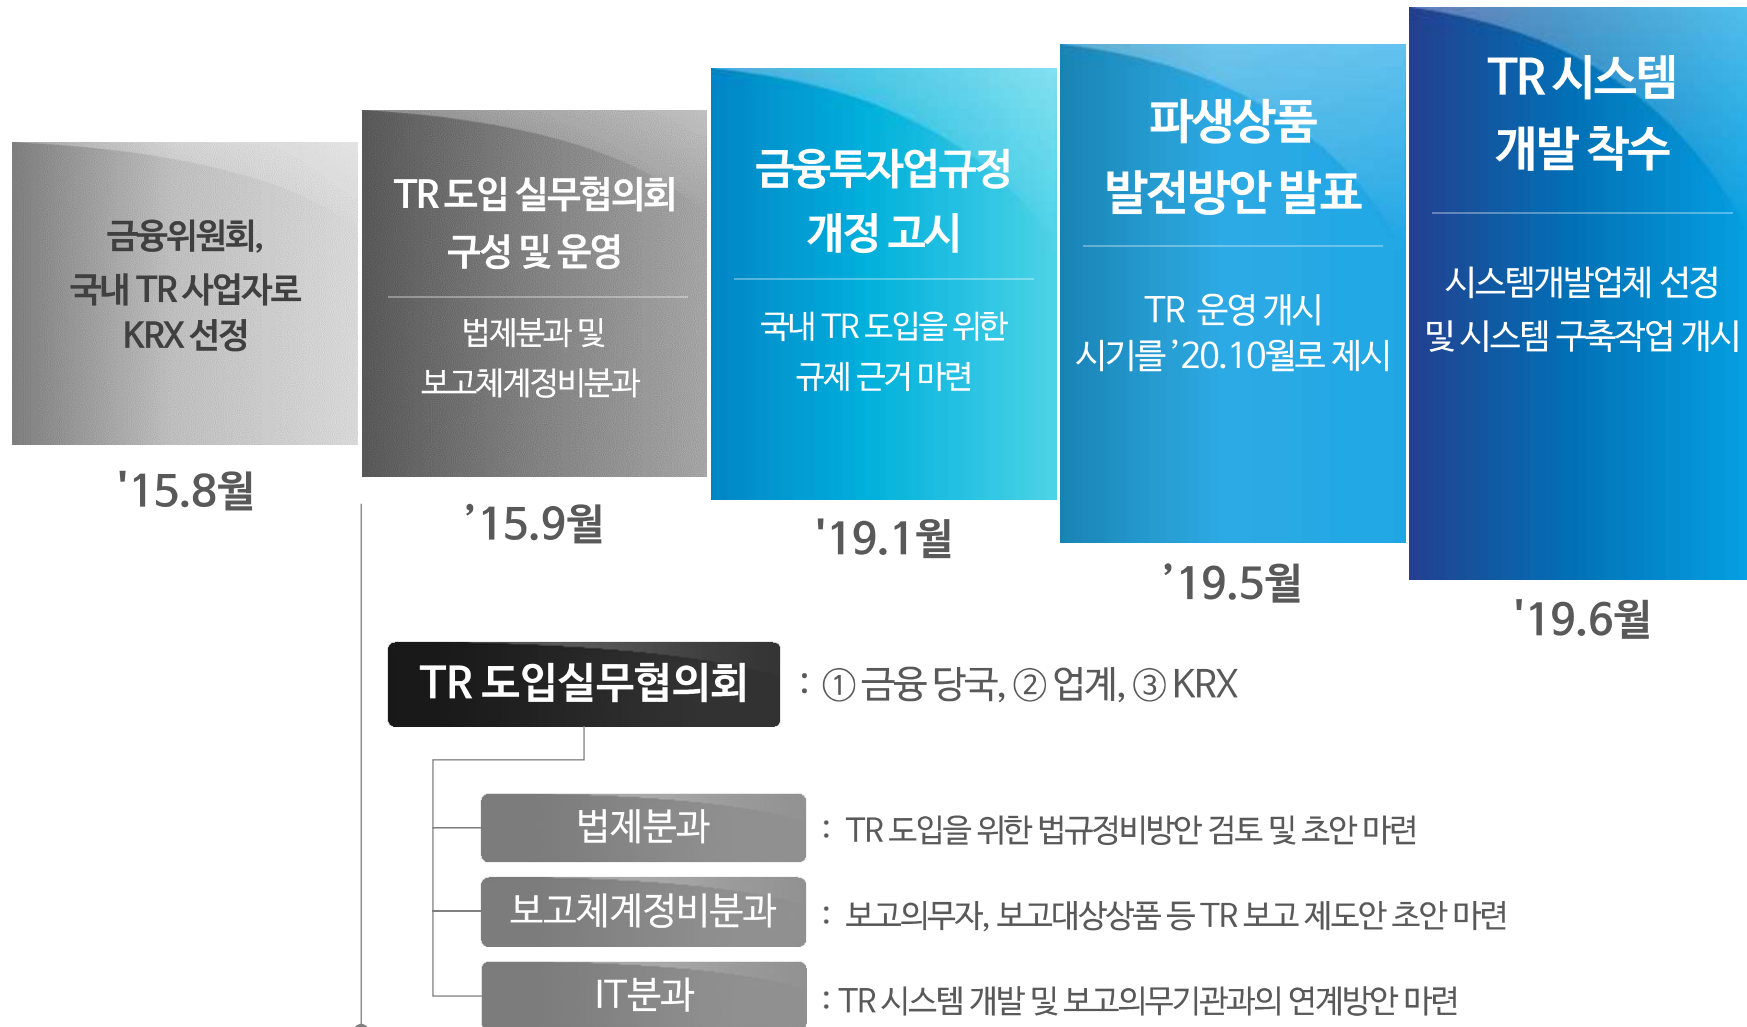 금융위원회,
국내 TR 사업자로
KRX 선정
'15.8월
TR 도입 실무협의회
구성 및 운영
법제분과 및
보고체계정비분과
’15.9월
금융투자업규정
개정 고시
국내 TR 도입을 위한
규제 근거 마련
'19.1월
파생상품
발전방안 발표
TR 운영 개시
시기를 ’20.10월로 제시
’19.5월
TR 시스템
개발 착수
시스템개발업체 선정
및 시스템 구축작업 개시
'19.6월
TR 도입실무협의회 : ① 금융 당국, ② 업계, ③ KRX
법제분과 : TR 도입을 위한 법규정비방안 검토 및 초안 마련
보고체계정비분과 : 보고의무자, 보고대상상품 등 TR 보고 제도안 초안 마련
IT분과 : TR 시스템 개발 및 보고의무기관과의 연계방안 마련